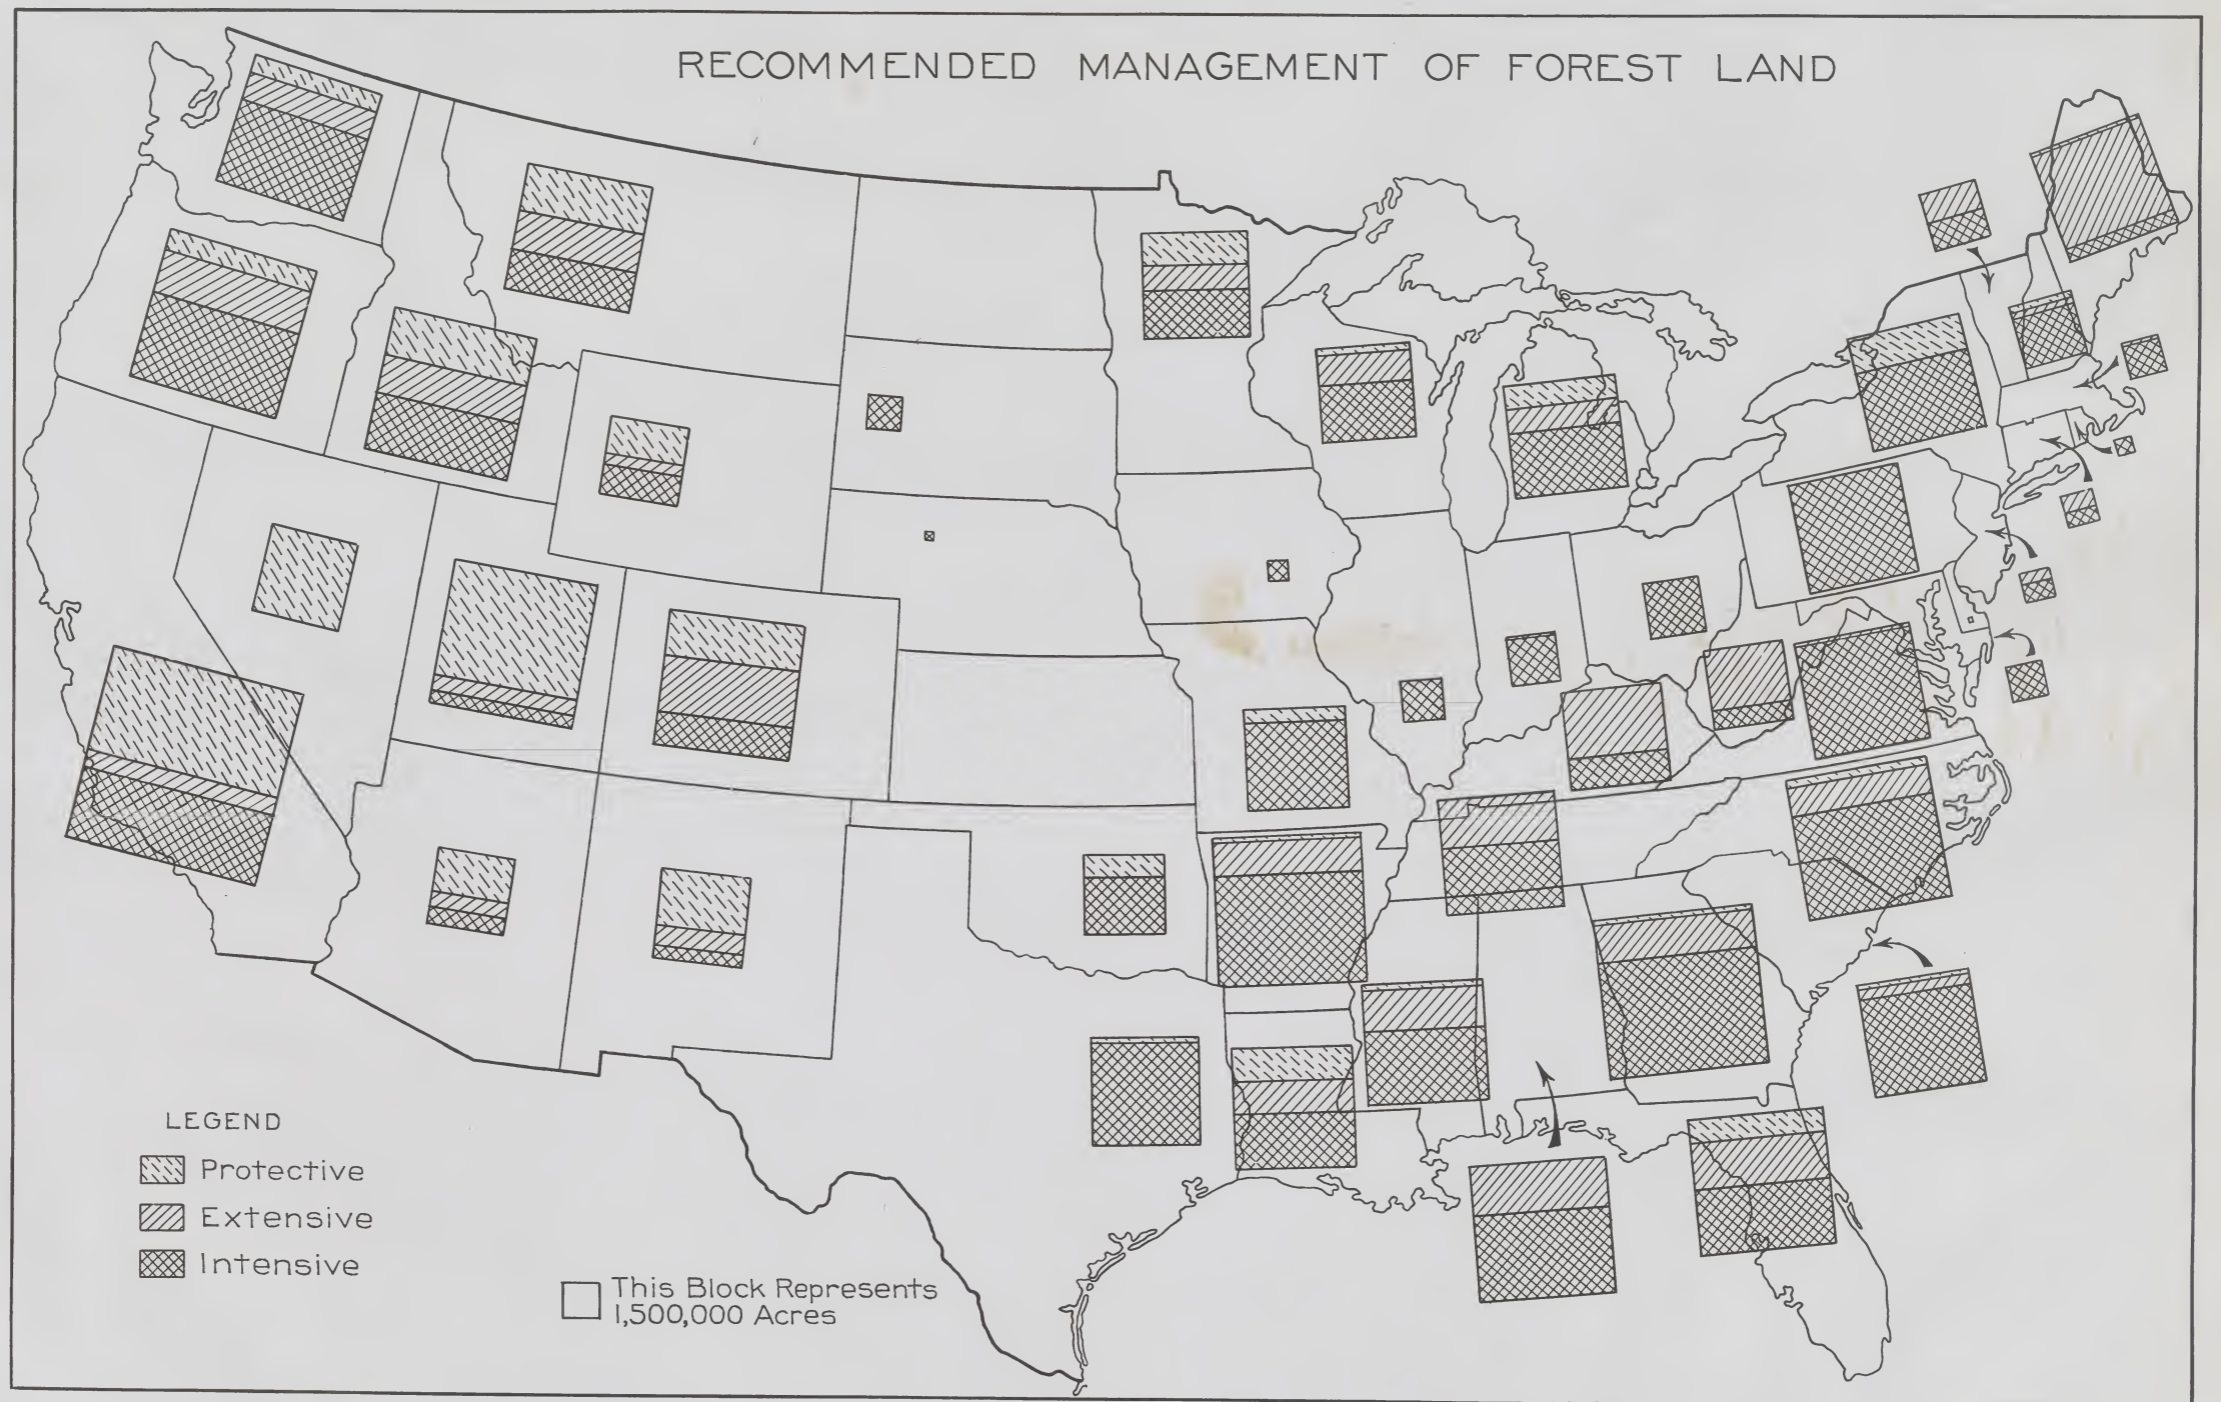 RECOMMENDED MANAGEMENT OF FOREST LAND
LEGEND
Protective
Extensive
Intensive
This Block Represents
1,500,000 Acres